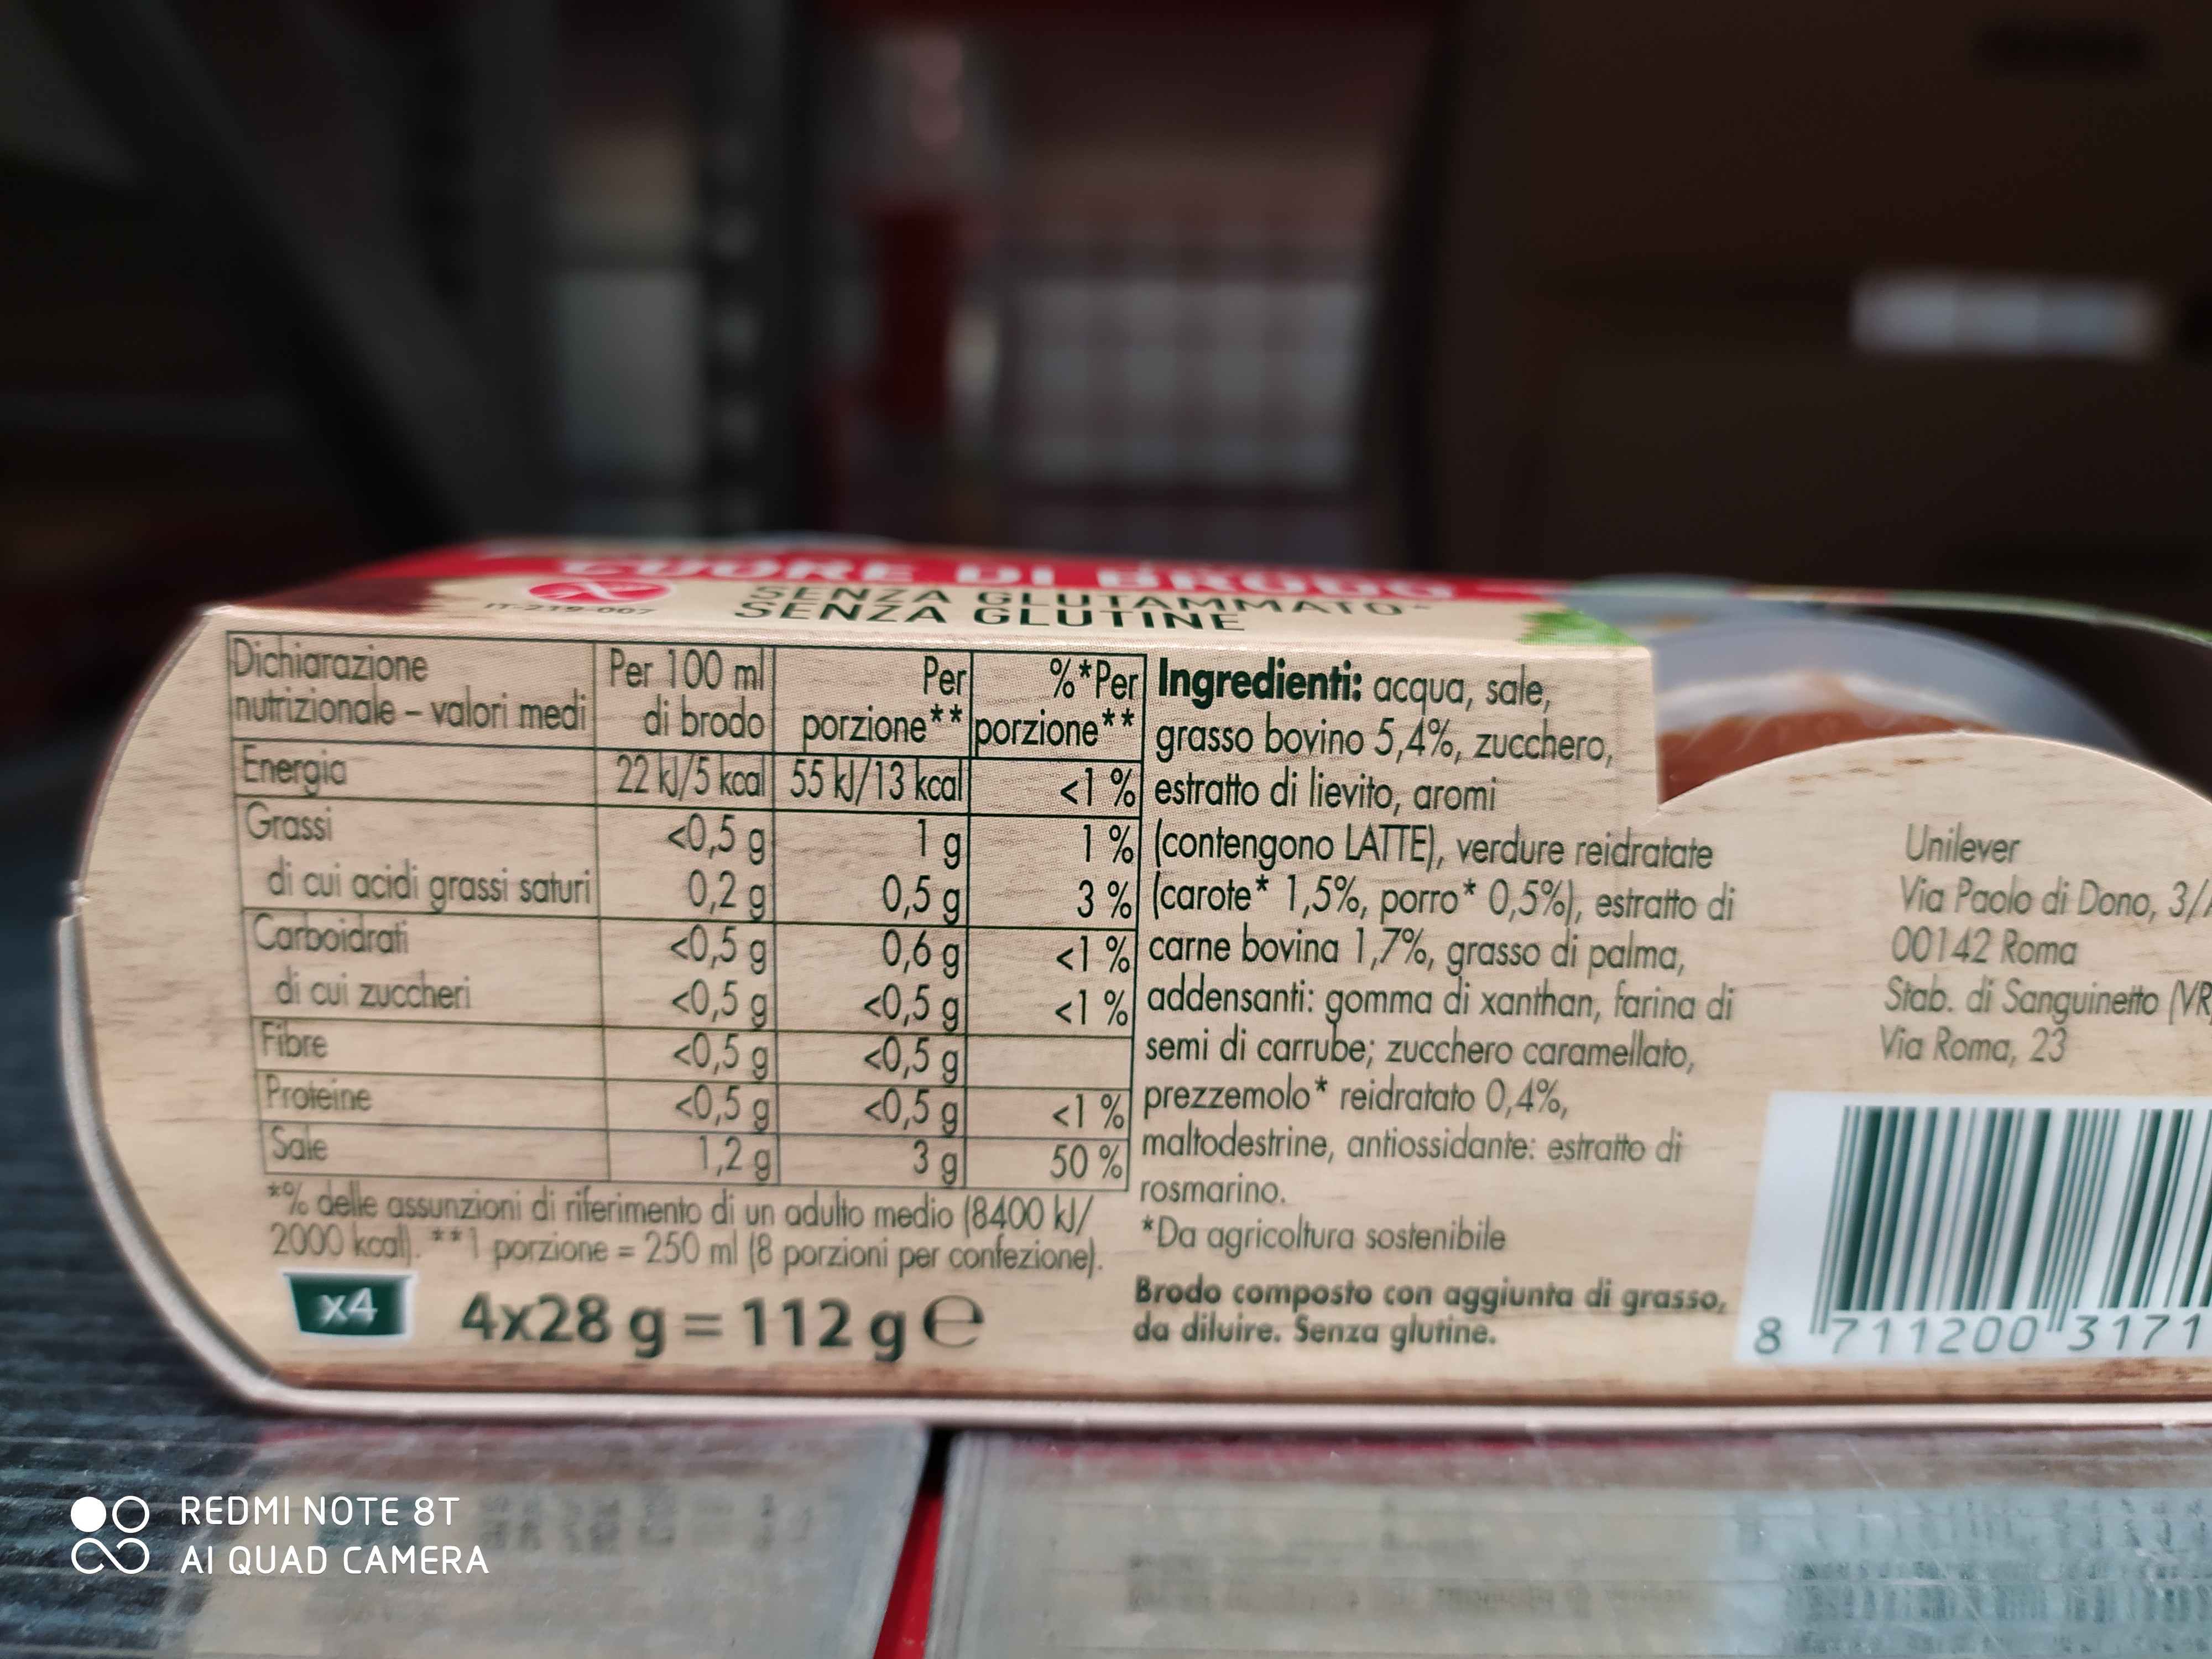 CUORE DI BRODO
IT-219-007
SENZA GLUTAMMATO*
SENZA GLUTINE
Dichiarazione nutrizionale – valori medi Per 100 ml di brodo Per porzione** %*Per porzione**
Energia 22 kJ/5 kcal 55 kJ/13 kcal <1 %
Grassi <0,5 g 1 g 1 %
di cui acidi grassi saturi 0,2 g 0,5 g 3 %
Carboidrati <0,5 g 0,6 g <1 %
di cui zuccheri <0,5 g <0,5 g <1 %
Fibre <0,5 g <0,5 g
Proteine <0,5 g <0,5 g <1 %
Sale 1,2 g 3 g 50 %
*% delle assunzioni di riferimento di un adulto medio (8400 kJ/
2000 kcal). **1 porzione = 250 ml (8 porzioni per confezione).
x4
4x28 g = 112 g e
Ingredienti: acqua, sale,
grasso bovino 5,4%, zucchero,
estratto di lievito, aromi
(contengono LATTE), verdure reidratate
(carote* 1,5%, porro* 0,5%), estratto di
carne bovina 1,7%, grasso di palma,
addensanti: gomma di xanthan, farina di
semi di carrube; zucchero caramellato,
prezzemolo* reidratato 0,4%,
maltodestrine, antiossidante: estratto di
rosmarino.
*Da agricoltura sostenibile
Brodo composto con aggiunta di grasso,
da diluire. Senza glutine.
Unilever
Via Paolo di Dono, 3/
00142 Roma
Stab. di Sanguinetto (VR
Via Roma, 23
8 711200 3171
REDMI NOTE 8T
AI QUAD CAMERA